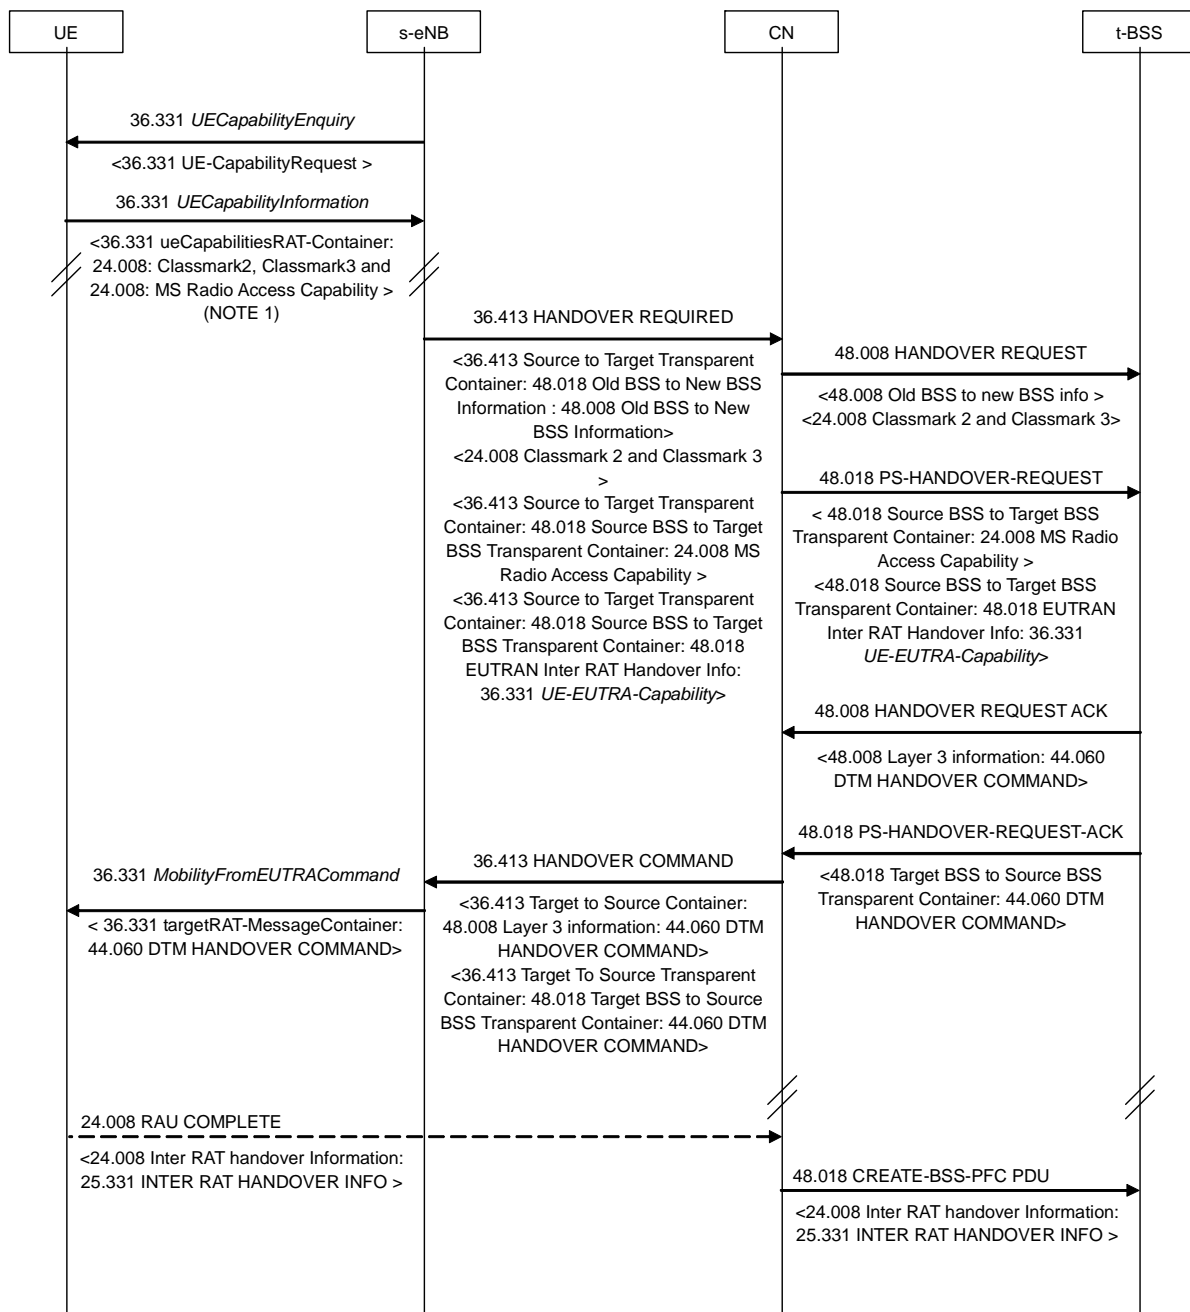 UE
s-eNB
CN
t-BSS
36.331 UECapabilityEnquiry
<36.331 UE-CapabilityRequest >
36.331 UECapabilityInformation
<36.331 ueCapabilitiesRAT-Container:
24.008: Classmark2, Classmark3 and
24.008: MS Radio Access Capability >
(NOTE 1)
36.413 HANDOVER REQUIRED
<36.413 Source to Target Transparent
Container: 48.018 Old BSS to New BSS
Information : 48.008 Old BSS to New
BSS Information>
<24.008 Classmark 2 and Classmark 3
>
<36.413 Source to Target Transparent
Container: 48.018 Source BSS to Target
BSS Transparent Container: 24.008 MS
Radio Access Capability >
<36.413 Source to Target Transparent
Container: 48.018 Source BSS to Target
BSS Transparent Container: 48.018
EUTRAN Inter RAT Handover Info:
36.331 UE-EUTRA-Capability>
48.008 HANDOVER REQUEST
<48.008 Old BSS to new BSS info >
<24.008 Classmark 2 and Classmark 3>
48.018 PS-HANDOVER-REQUEST
< 48.018 Source BSS to Target BSS
Transparent Container: 24.008 MS Radio
Access Capability >
<48.018 Source BSS to Target BSS
Transparent Container: 48.018 EUTRAN
Inter RAT Handover Info: 36.331
UE-EUTRA-Capability>
48.008 HANDOVER REQUEST ACK
<48.008 Layer 3 information: 44.060
DTM HANDOVER COMMAND>
48.018 PS-HANDOVER-REQUEST-ACK
<48.018 Target BSS to Source BSS
Transparent Container: 44.060 DTM
HANDOVER COMMAND>
36.413 HANDOVER COMMAND
<36.413 Target to Source Container:
48.008 Layer 3 information: 44.060 DTM
HANDOVER COMMAND>
<36.413 Target To Source Transparent
Container: 48.018 Target BSS to Source
BSS Transparent Container: 44.060 DTM
HANDOVER COMMAND>
36.331 MobilityFromEUTRACommand
< 36.331 targetRAT-MessageContainer:
44.060 DTM HANDOVER COMMAND>
24.008 RAU COMPLETE
<24.008 Inter RAT handover Information:
25.331 INTER RAT HANDOVER INFO >
48.018 CREATE-BSS-PFC PDU
<24.008 Inter RAT handover Information:
25.331 INTER RAT HANDOVER INFO >